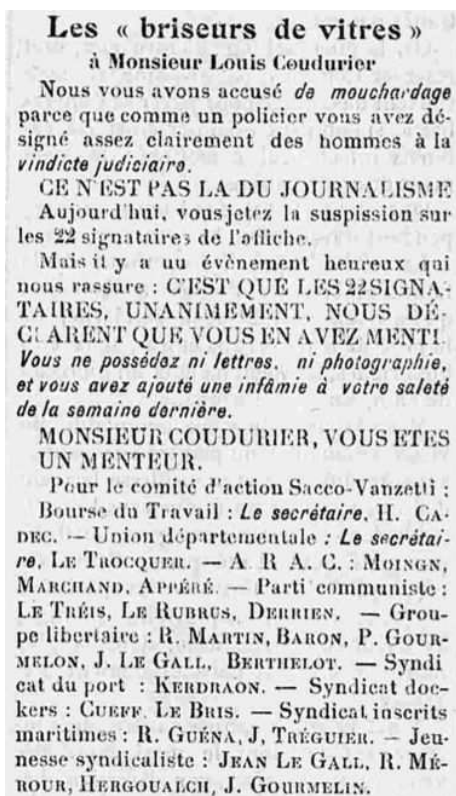 Les « briseurs de vitres »
à Monsieur Louis Coudurier
Nous vous avons accusé de mouchardage
parce que comme un policier vous avez dé-
signé assez clairement des hommes à la
vindicte judiciaire.
CE N'EST PAS LA DU JOURNALISME
Aujourd'hui, vous jetez la suspission sur
les 22 signataires de l'affiche.
Mais il y a un évènement heureux qui
nous rassure : C'EST QUE LES 22 SIGNA-
TAIRES, UNANIMEMENT, NOUS DÉ-
CLARENT QUE VOUS EN AVEZ MENTI.
Vous ne possédez ni lettres, ni photographie,
et vous avez ajouté une infâmie à votre saleté
de la semaine dernière.
MONSIEUR COUDURIER, VOUS ETES
UN MENTEUR.
Pour le comité d'action Sacco-Vanzetti :
Bourse du Travail : Le secrétaire, H. CA-
DEC. — Union départementale : Le secrétai-
re, LE TROCQUER. — A R A C. : MOIGN,
MARCHAND, APPÉRÉ. — Parti communiste :
LE TRÉIS, LE RUBRUS, DERRIEN. — Grou-
pe libertaire : R. MARTIN, BARON, P. GOUR-
MELON, J. LE GALL, BERTHELOT. — Syndi
cat du port : KERDRAON. — Syndicat doc-
kers : CUEFF, LE BRIS. — Syndicat inscrits
maritimes : R. GUÉNA, J, TRÉGUIER. — Jeu-
nesse syndicaliste : JEAN LE GALL, R. MÉ-
ROUR, HERGOUALCH, J. GOURMELIN.